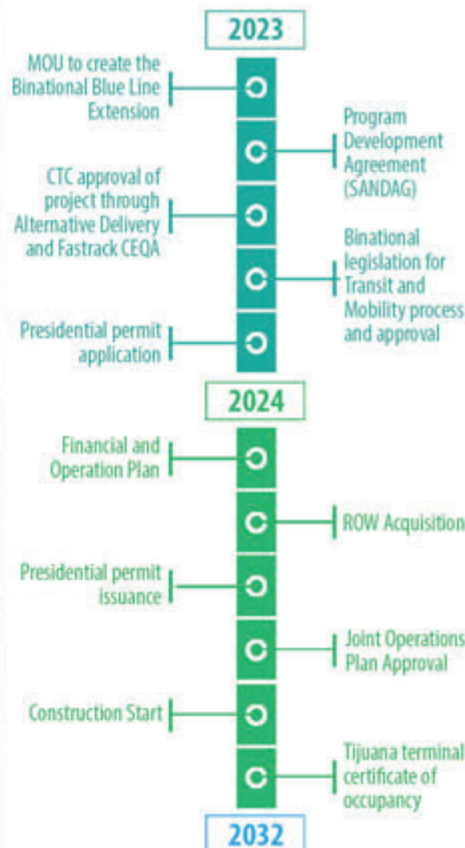 2023
MOU to create the
Binational Blue Line
Extension
Program
Development
Agreement
(SANDAG)
CTC approval of
project through
Alternative Delivery
and Fastrack CEQA
Binational
legislation for
Transit and
Mobility process
and approval
Presidential permit
application
2024
Financial and
Operation Plan
ROW Acquisition
Presidential permit
issuance
Joint Operations
Plan Approval
Construction Start
Tijuana terminal
certificate of
occupancy
2032